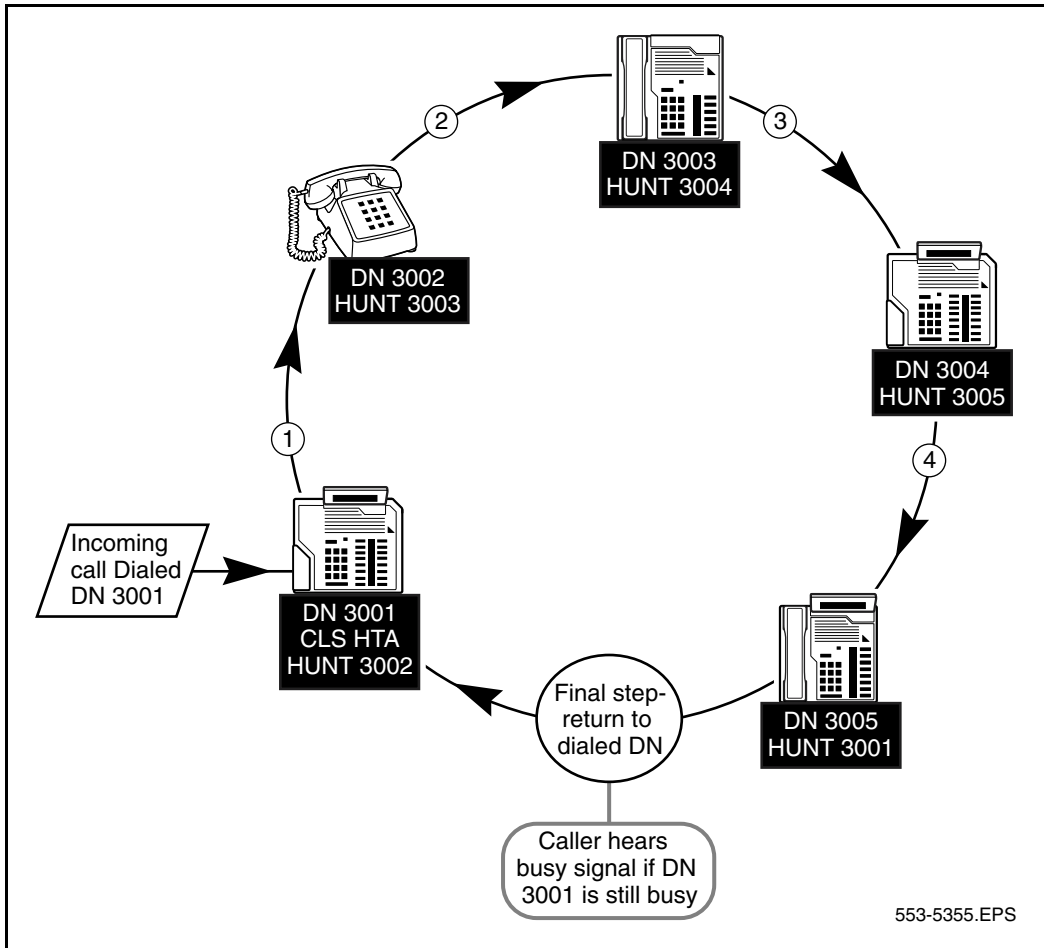 Incoming
call Dialed
DN 3001
DN 3001
CLS HTA
HUNT 3002
1
DN 3002
HUNT 3003
2
DN 3003
HUNT 3004
3
DN 3004
HUNT 3005
4
DN 3005
HUNT 3001
Final step-
return to
dialed DN
Caller hears
busy signal if DN
3001 is still busy
553-5355.EPS